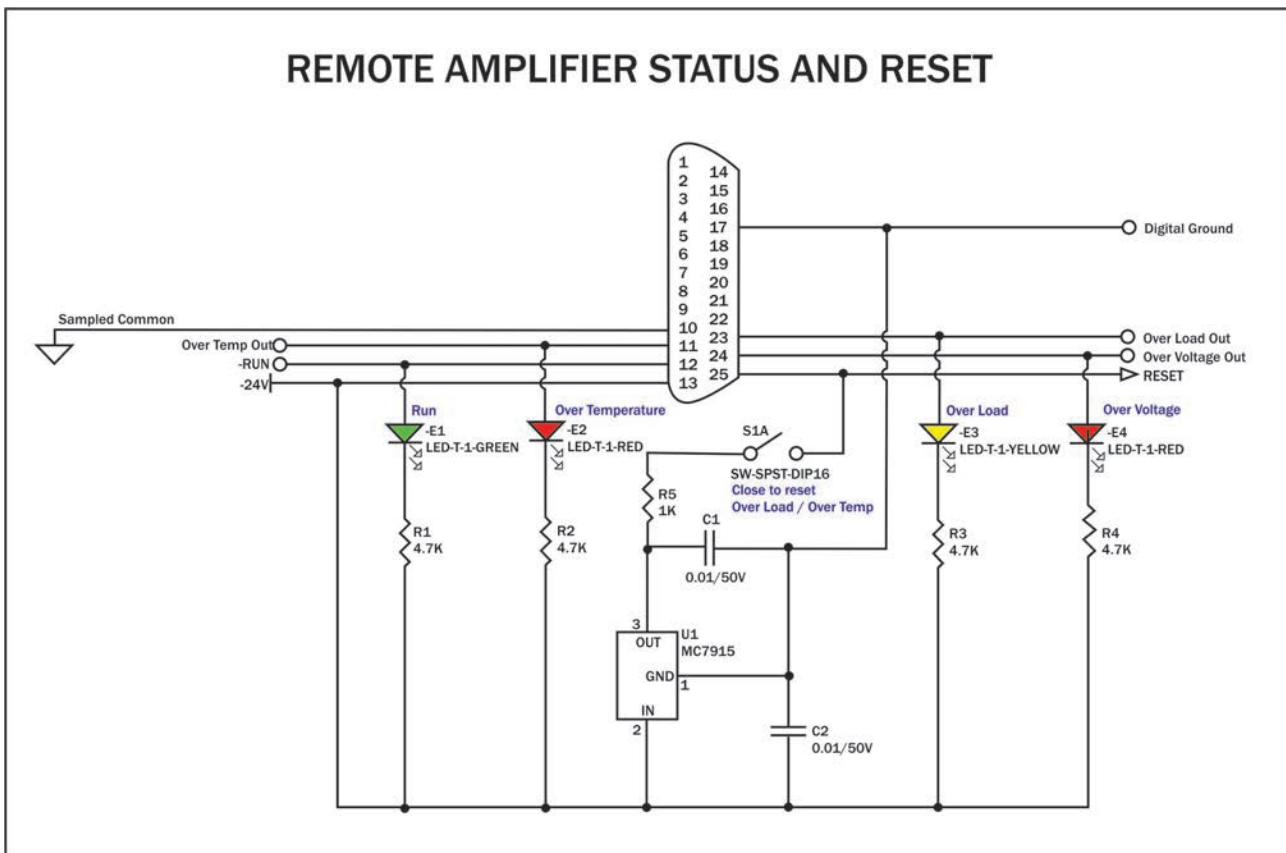 REMOTE AMPLIFIER STATUS AND RESET
1
2
3
4
5
6
7
8
9
10
11
12
13
14
15
16
17
18
19
20
21
22
23
24
25
Digital Ground
Sampled Common
Over Temp Out
-RUN
-24V
Over Load Out
Over Voltage Out
RESET
Run
-E1
LED-T-1-GREEN
Over Temperature
-E2
LED-T-1-RED
S1A
SW-SPST-DIP16
Close to reset
Over Load / Over Temp
Over Load
-E3
LED-T-1-YELLOW
Over Voltage
-E4
LED-T-1-RED
R1
4.7K
R2
4.7K
R5
1K
C1
0.01/50V
R3
4.7K
R4
4.7K
3
OUT
U1
MC7915
GND
1
IN
2
C2
0.01/50V